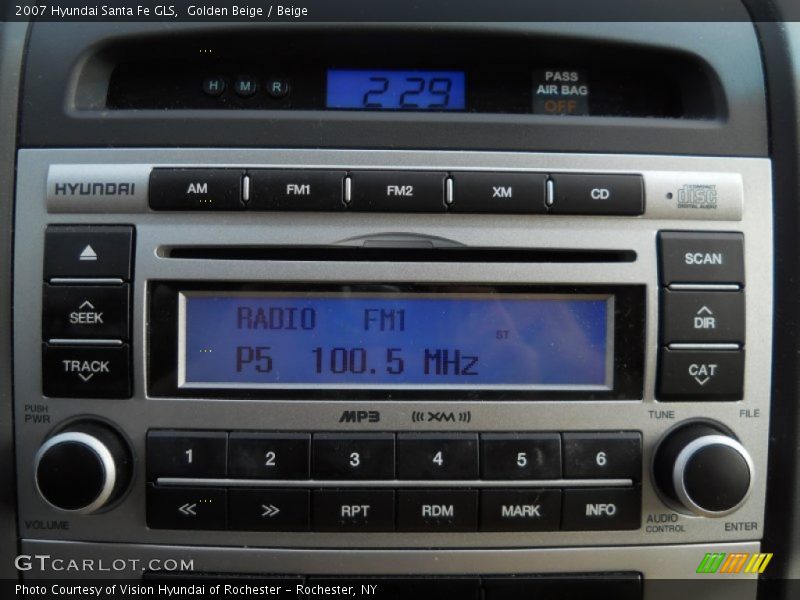 2007 Hyundai Santa Fe GLS,  Golden Beige / Beige
H M R
2 29
PASS
AIR BAG
OFF
HYUNDAI AM FM1 FM2 XM CD
COMPACT
disc
DIGITAL AUDIO
SCAN
SEEK
DIR
TRACK
CAT
RADIO FM1
ST
P5 100.5 MHz
PUSH
PWR
MP3 ((( XM )))
TUNE FILE
1 2 3 4 5 6
<< >> RPT RDM MARK INFO
VOLUME
AUDIO
CONTROL
ENTER
GTCARLOT.COM
Photo Courtesy of Vision Hyundai of Rochester - Rochester, NY